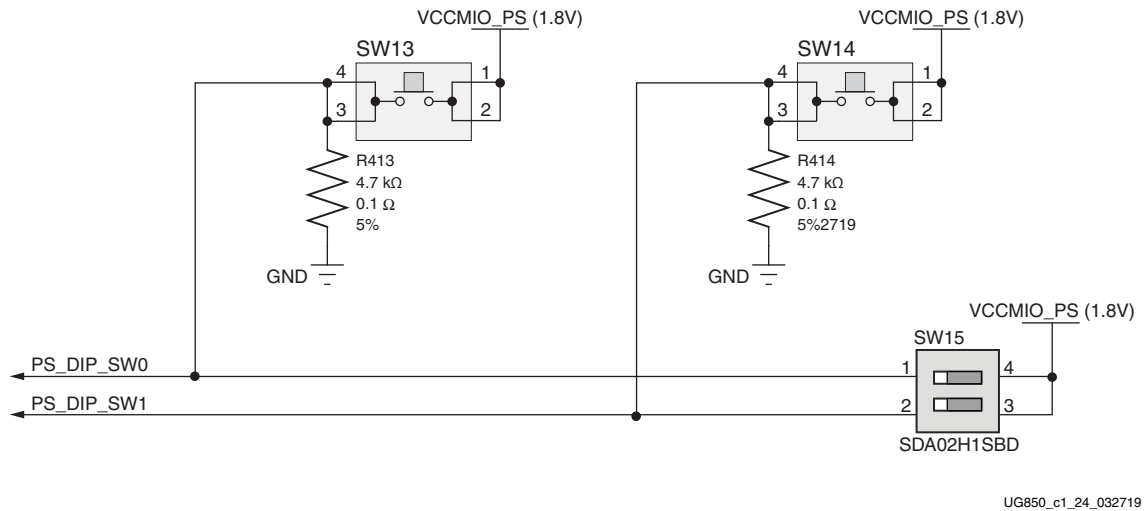 VCCMIO_PS (1.8V)
VCCMIO_PS (1.8V)
SW13
SW14
4
1
3
2
4
1
3
2
R413
4.7 kΩ
0.1 Ω
5%
R414
4.7 kΩ
0.1 Ω
5%2719
GND
GND
VCCMIO_PS (1.8V)
SW15
PS_DIP_SW0
1
4
PS_DIP_SW1
2
3
SDA02H1SBD
UG850_c1_24_032719